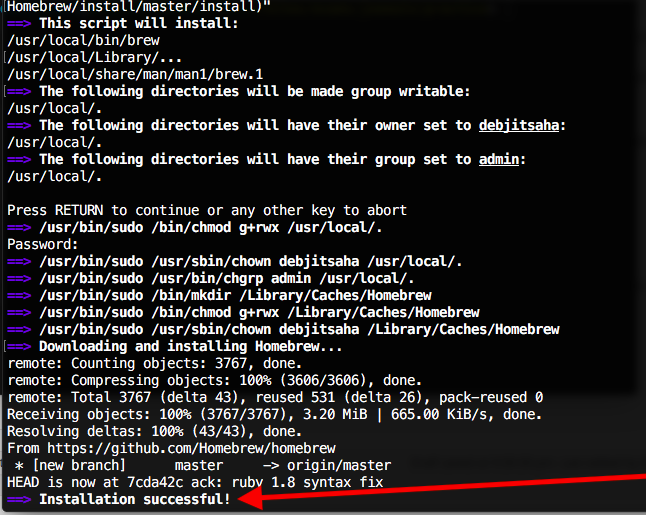 Homebrew/install/master/install)"
==> This script will install:
/usr/local/bin/brew
/usr/local/Library/...
/usr/local/share/man/man1/brew.1
==> The following directories will be made group writable:
/usr/local/.
==> The following directories will have their owner set to debjitsaha:
/usr/local/.
==> The following directories will have their group set to admin:
/usr/local/.
Press RETURN to continue or any other key to abort
==> /usr/bin/sudo /bin/chmod g+rwx /usr/local/.
Password:
==> /usr/bin/sudo /usr/sbin/chown debjitsaha /usr/local/.
==> /usr/bin/sudo /usr/bin/chgrp admin /usr/local/.
==> /usr/bin/sudo /bin/mkdir /Library/Caches/Homebrew
==> /usr/bin/sudo /bin/chmod g+rwx /Library/Caches/Homebrew
==> /usr/bin/sudo /usr/sbin/chown debjitsaha /Library/Caches/Homebrew
==> Downloading and installing Homebrew...
remote: Counting objects: 3767, done.
remote: Compressing objects: 100% (3606/3606), done.
remote: Total 3767 (delta 43), reused 531 (delta 26), pack-reused 0
Receiving objects: 100% (3767/3767), 3.20 MiB | 665.00 KiB/s, done.
Resolving deltas: 100% (43/43), done.
From https://github.com/Homebrew/homebrew
 * [new branch]      master     -> origin/master
HEAD is now at 7cda42c ack: ruby 1.8 syntax fix
==> Installation successful!